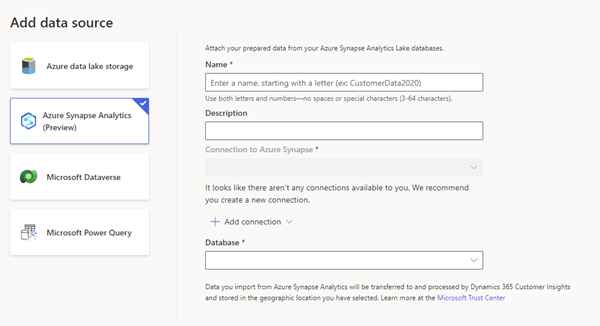 Add data source
Azure data lake storage
Azure Synapse Analytics
(Preview)
Microsoft Dataverse
Microsoft Power Query
Attach your prepared data from your Azure Synapse Analytics Lake databases.
Name *
Enter a name, starting with a letter (ex: CustomerData2020)
Use both letters and numbers—no spaces or special characters (3-64 characters).
Description
Connection to Azure Synapse *
It looks like there aren't any connections available to you. We recommend
you create a new connection.
Add connection
Database *
Data you import from Azure Synapse Analytics will be transferred to and processed by Dynamics 365 Customer Insights
and stored in the geographic location you have selected. Learn more at the Microsoft Trust Center